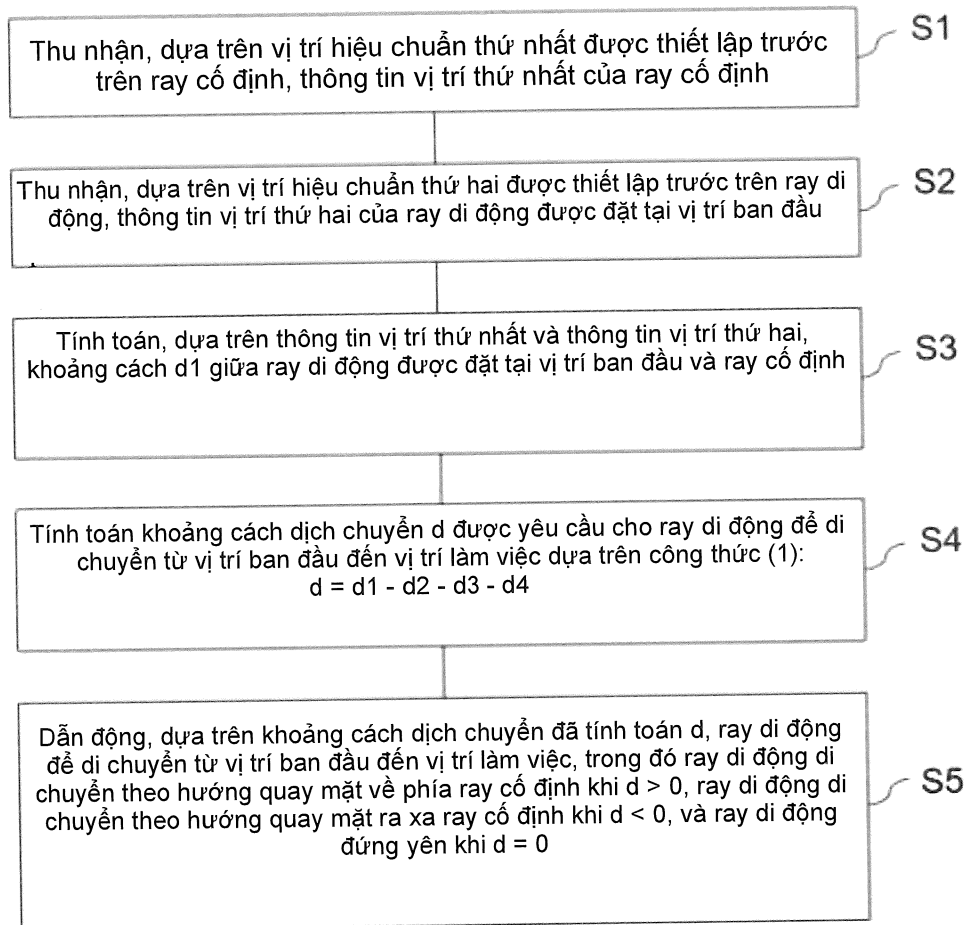 Thu nhận, dựa trên vị trí hiệu chuẩn thứ nhất được thiết lập trước
trên ray cố định, thông tin vị trí thứ nhất của ray cố định
S1
Thu nhận, dựa trên vị trí hiệu chuẩn thứ hai được thiết lập trước trên ray di
động, thông tin vị trí thứ hai của ray di động được đặt tại vị trí ban đầu
S2
Tính toán, dựa trên thông tin vị trí thứ nhất và thông tin vị trí thứ hai,
khoảng cách d1 giữa ray di động được đặt tại vị trí ban đầu và ray cố định
S3
Tính toán khoảng cách dịch chuyển d được yêu cầu cho ray di động để di
chuyển từ vị trí ban đầu đến vị trí làm việc dựa trên công thức (1):
d = d1 - d2 - d3 - d4
S4
Dẫn động, dựa trên khoảng cách dịch chuyển đã tính toán d, ray di động
để di chuyển từ vị trí ban đầu đến vị trí làm việc, trong đó ray di động di
chuyển theo hướng quay mặt về phía ray cố định khi d > 0, ray di động di
chuyển theo hướng quay mặt ra xa ray cố định khi d < 0, và ray di động
đứng yên khi d = 0
S5